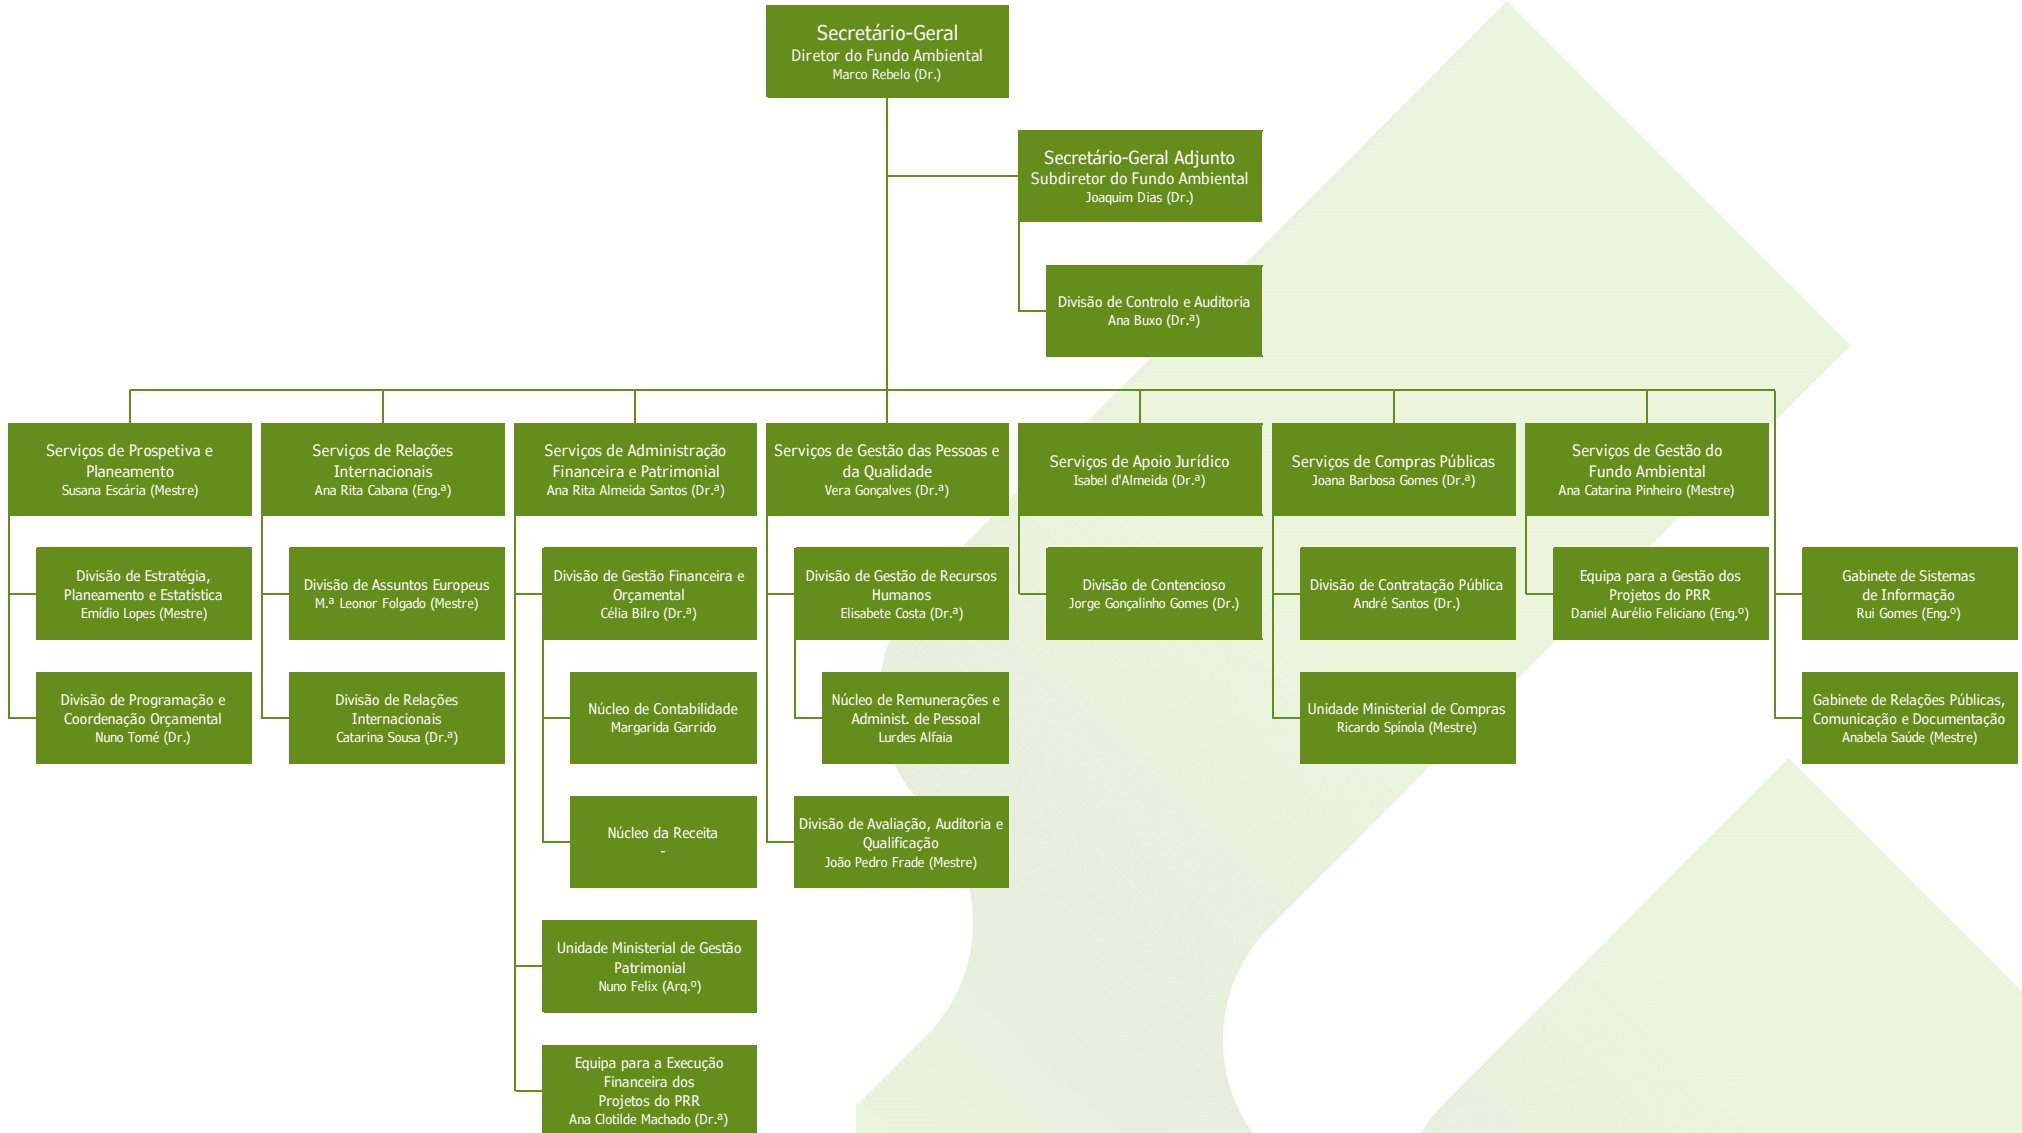 Secretário-Geral
Diretor do Fundo Ambiental
Marco Rebelo (Dr.)
Secretário-Geral Adjunto
Subdiretor do Fundo Ambiental
Joaquim Dias (Dr.)
Divisão de Controlo e Auditoria
Ana Buxo (Dr.ª)
Serviços de Prospetiva e
Planeamento
Susana Escária (Mestre)
Divisão de Estratégia,
Planeamento e Estatística
Emídio Lopes (Mestre)
Divisão de Programação e
Coordenação Orçamental
Nuno Tomé (Dr.)
Serviços de Relações
Internacionais
Ana Rita Cabana (Eng.ª)
Divisão de Assuntos Europeus
M.ª Leonor Folgado (Mestre)
Divisão de Relações
Internacionais
Catarina Sousa (Dr.ª)
Serviços de Administração
Financeira e Patrimonial
Ana Rita Almeida Santos (Dr.ª)
Divisão de Gestão Financeira e
Orçamental
Célia Bilro (Dr.ª)
Núcleo de Contabilidade
Margarida Garrido
Núcleo da Receita
-
Unidade Ministerial de Gestão
Patrimonial
Nuno Felix (Arq.º)
Equipa para a Execução
Financeira dos
Projetos do PRR
Ana Clotilde Machado (Dr.ª)
Serviços de Gestão das Pessoas e
da Qualidade
Vera Gonçalves (Dr.ª)
Divisão de Gestão de Recursos
Humanos
Elisabete Costa (Dr.ª)
Núcleo de Remunerações e
Administ. de Pessoal
Lurdes Alfaia
Divisão de Avaliação, Auditoria e
Qualificação
João Pedro Frade (Mestre)
Serviços de Apoio Jurídico
Isabel d'Almeida (Dr.ª)
Divisão de Contencioso
Jorge Gonçalinho Gomes (Dr.)
Serviços de Compras Públicas
Joana Barbosa Gomes (Dr.ª)
Divisão de Contratação Pública
André Santos (Dr.)
Unidade Ministerial de Compras
Ricardo Spínola (Mestre)
Serviços de Gestão do
Fundo Ambiental
Ana Catarina Pinheiro (Mestre)
Equipa para a Gestão dos
Projetos do PRR
Daniel Aurélio Feliciano (Eng.º)
Gabinete de Sistemas
de Informação
Rui Gomes (Eng.º)
Gabinete de Relações Públicas,
Comunicação e Documentação
Anabela Saúde (Mestre)